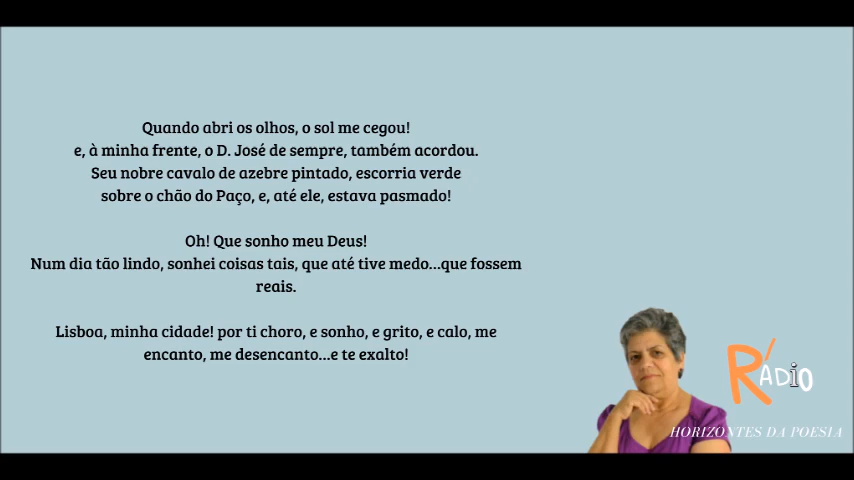 Quando abri os olhos, o sol me cegou!
e, à minha frente, o D. José de sempre, também acordou.
Seu nobre cavalo de azebre pintado, escorria verde
sobre o chão do Paço, e, até ele, estava pasmado!
Oh! Que sonho meu Deus!
Num dia tão lindo, sonhei coisas tais, que até tive medo...que fossem
reais.
Lisboa, minha cidade! por ti choro, e sonho, e grito, e calo, me
encanto, me desencanto...e te exalto!
RÁDIO
HORIZONTES DA POESIA